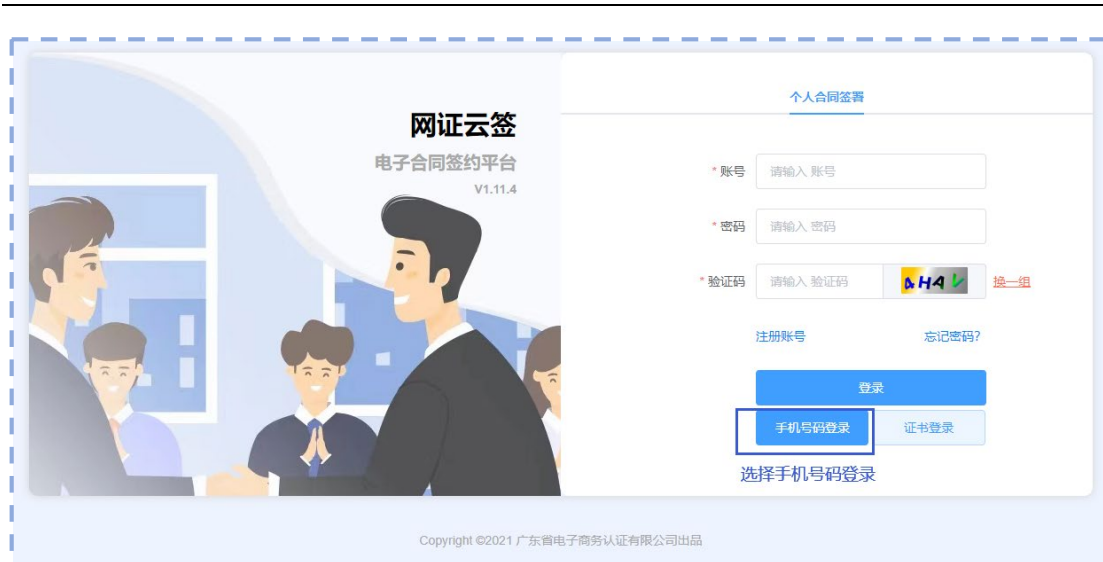 网证云签
电子合同签约平台
V1.11.4
个人合同签署
* 账号 请输入 账号
* 密码 请输入 密码
* 验证码 请输入 验证码 AHAV 换一组
注册账号 忘记密码?
登录
手机号码登录 证书登录
选择手机号码登录
Copyright ©2021 广东省电子商务认证有限公司出品